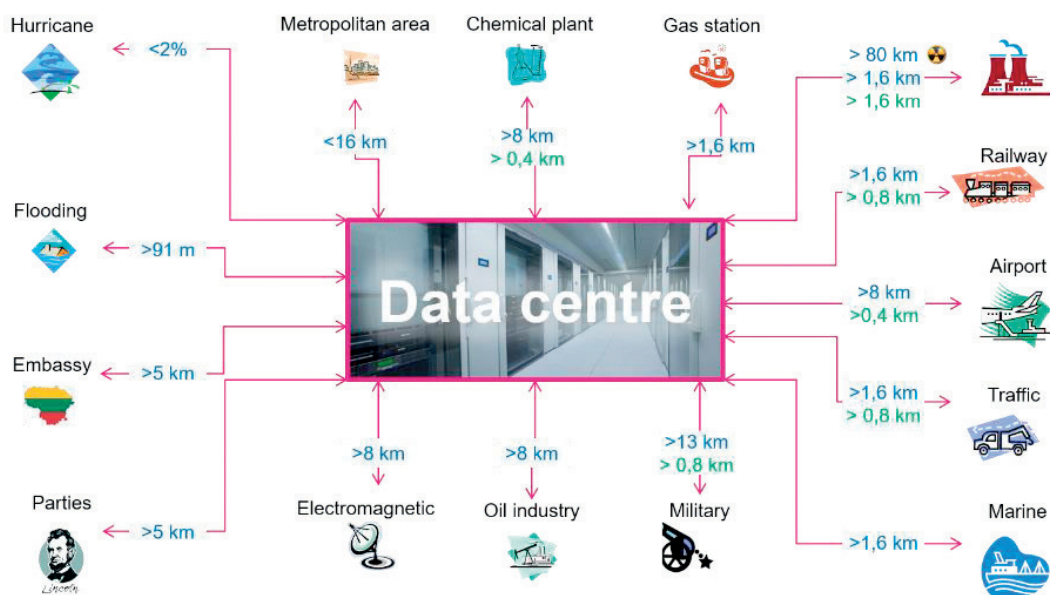 Hurricane
<2%
Metropolitan area
<16 km
Chemical plant
>8 km
> 0,4 km
Gas station
>1,6 km
> 80 km
> 1,6 km
> 1,6 km
Railway
>1,6 km
> 0,8 km
Flooding
>91 m
Data centre
Airport
>8 km
>0,4 km
Embassy
>5 km
Traffic
>1,6 km
> 0,8 km
Parties
>5 km
Lincoln
>8 km
Electromagnetic
>8 km
Oil industry
>13 km
> 0,8 km
Military
Marine
>1,6 km